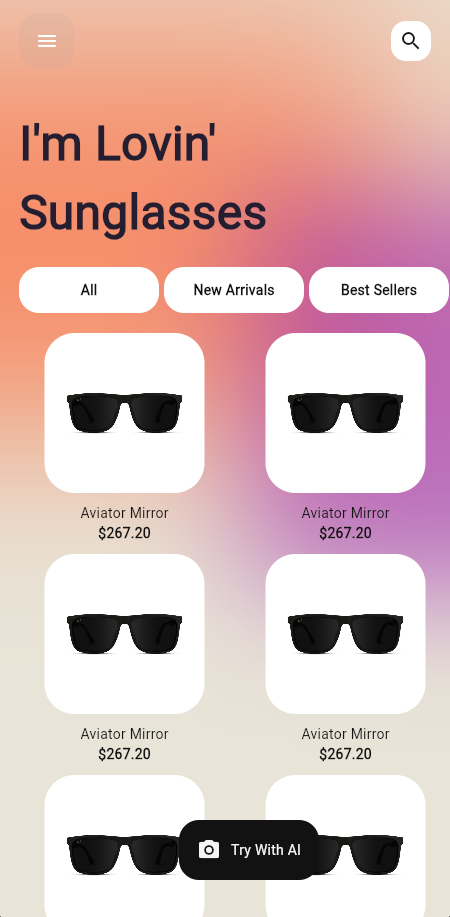 I'm Lovin'
Sunglasses
All
New Arrivals
Best Sellers
Aviator Mirror
$267.20
Aviator Mirror
$267.20
Aviator Mirror
$267.20
Aviator Mirror
$267.20
Try With AI